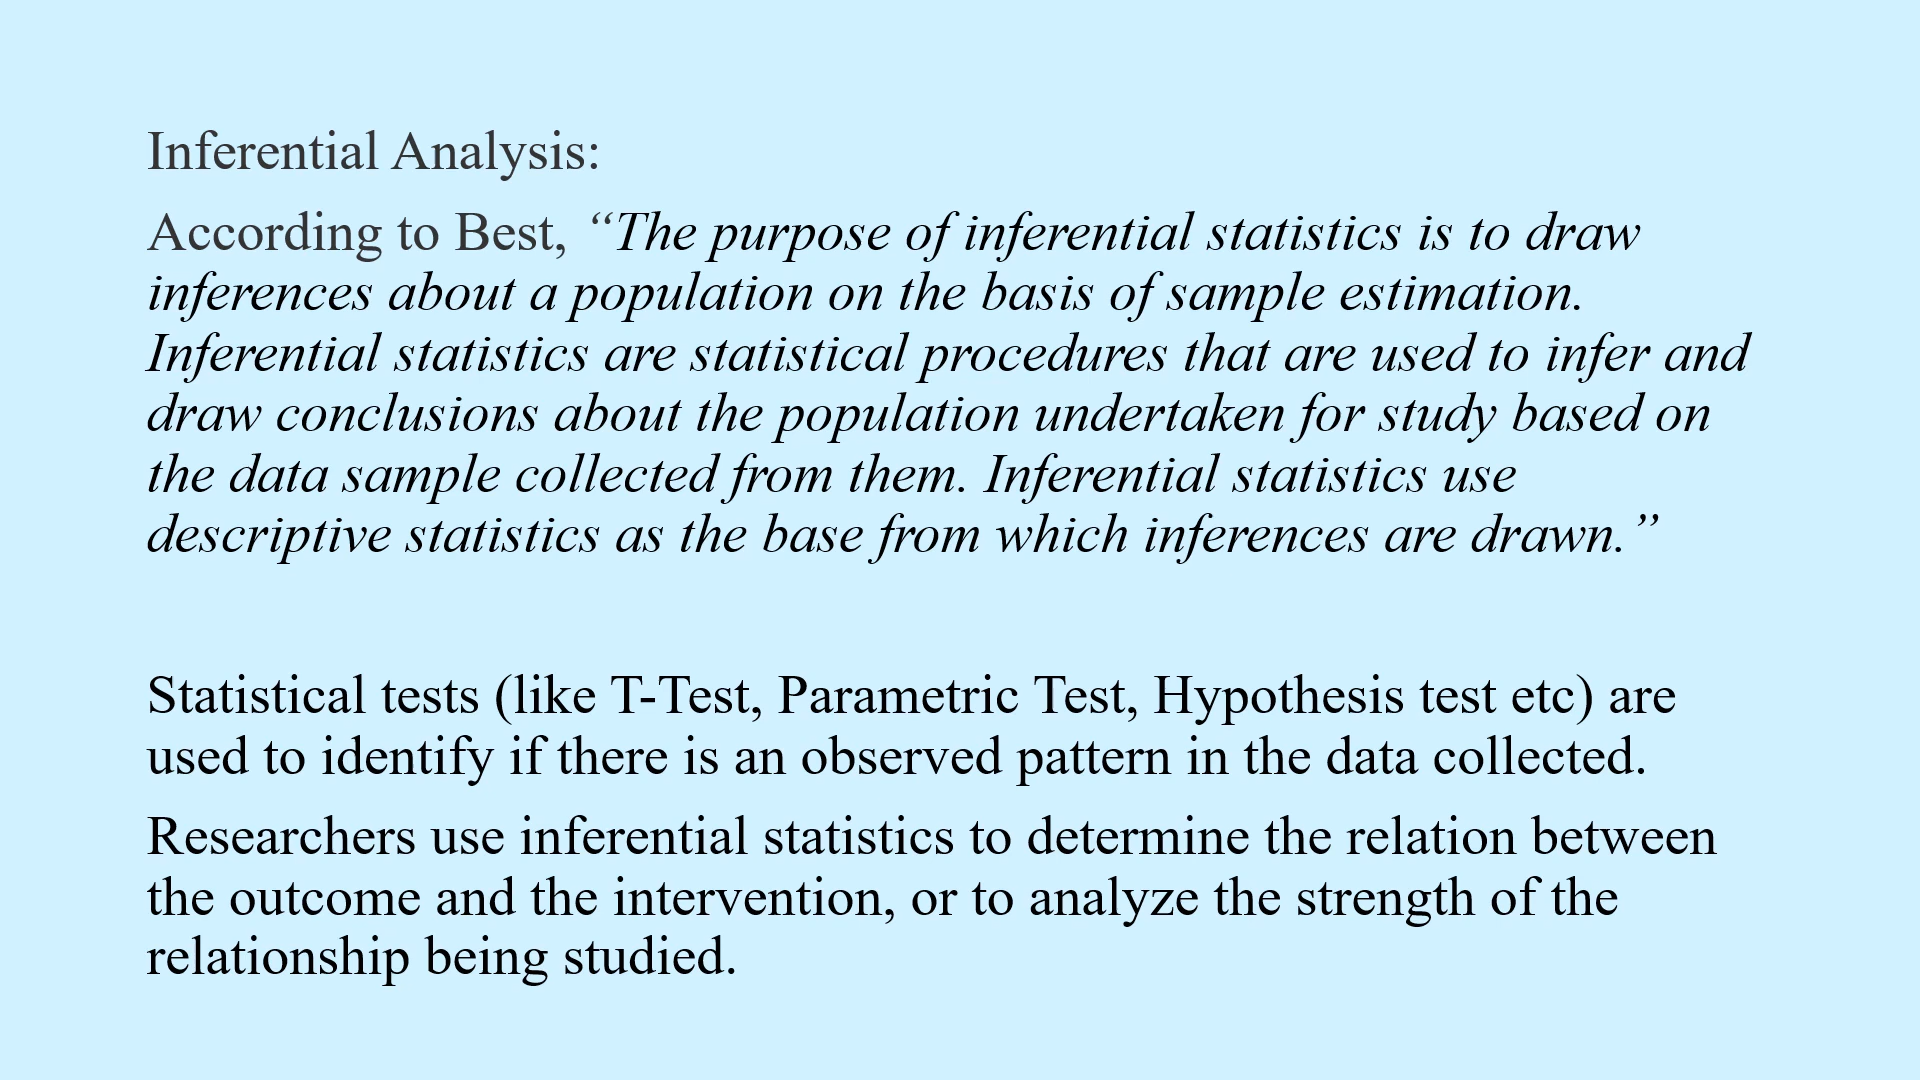 Inferential Analysis:
According to Best, “The purpose of inferential statistics is to draw
inferences about a population on the basis of sample estimation.
Inferential statistics are statistical procedures that are used to infer and
draw conclusions about the population undertaken for study based on
the data sample collected from them. Inferential statistics use
descriptive statistics as the base from which inferences are drawn.”
Statistical tests (like T-Test, Parametric Test, Hypothesis test etc) are
used to identify if there is an observed pattern in the data collected.
Researchers use inferential statistics to determine the relation between
the outcome and the intervention, or to analyze the strength of the
relationship being studied.